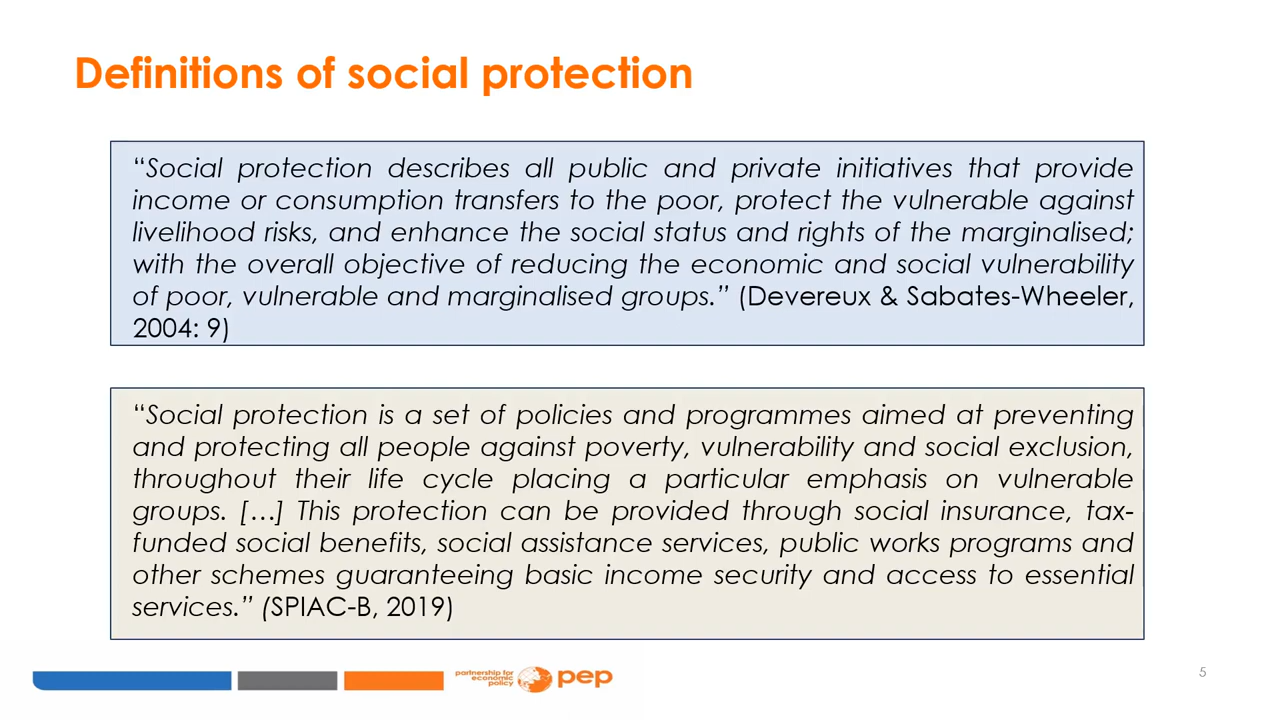 Definitions of social protection
“Social protection describes all public and private initiatives that provide
income or consumption transfers to the poor, protect the vulnerable against
livelihood risks, and enhance the social status and rights of the marginalised;
with the overall objective of reducing the economic and social vulnerability
of poor, vulnerable and marginalised groups.” (Devereux & Sabates-Wheeler,
2004: 9)
“Social protection is a set of policies and programmes aimed at preventing
and protecting all people against poverty, vulnerability and social exclusion,
throughout their life cycle placing a particular emphasis on vulnerable
groups. […] This protection can be provided through social insurance, tax-
funded social benefits, social assistance services, public works programs and
other schemes guaranteeing basic income security and access to essential
services.” (SPIAC-B, 2019)
partnership for
economic
policy
pep
5